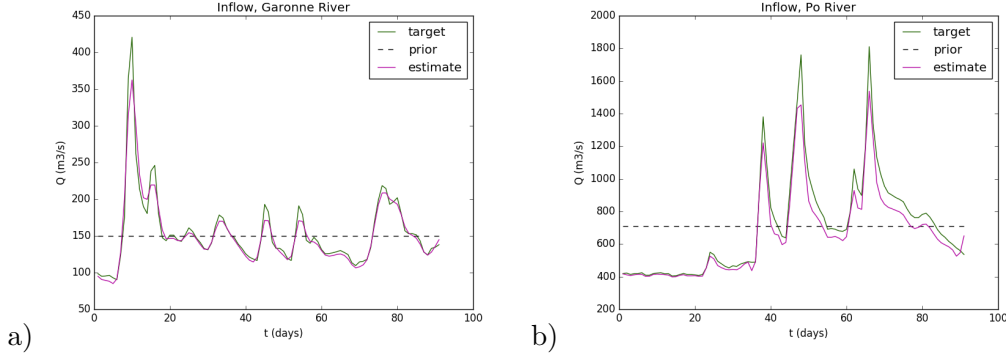 Inflow, Garonne River
450
400
350
300
250
200
150
100
50
0
20
40
60
80
100
Q (m3/s)
t (days)
target
prior
estimate
a)
Inflow, Po River
2000
1800
1600
1400
1200
1000
800
600
400
200
0
20
40
60
80
100
Q (m3/s)
t (days)
target
prior
estimate
b)